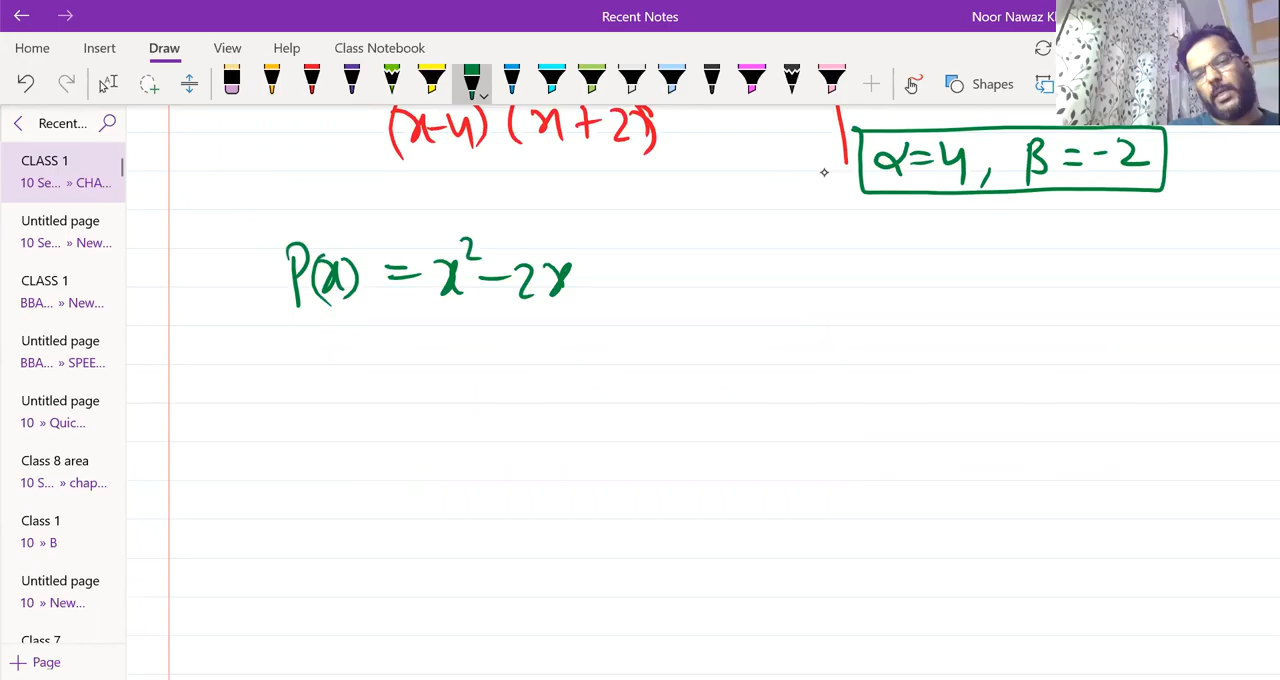 Recent Notes
Noor Nawaz
Home Insert Draw View Help Class Notebook
Shapes
Recent...
CLASS 1
10 Se... » CHA...
Untitled page
10 Se... » New...
CLASS 1
BBA... » New...
Untitled page
BBA... » SPEE...
Untitled page
10 » Quic...
Class 8 area
10 S... » chap...
Class 1
10 » B
Untitled page
10 » New...
Class 7
+ Page
(x-4) (x+2)
α=4, β=-2
P(x) = x²-2x